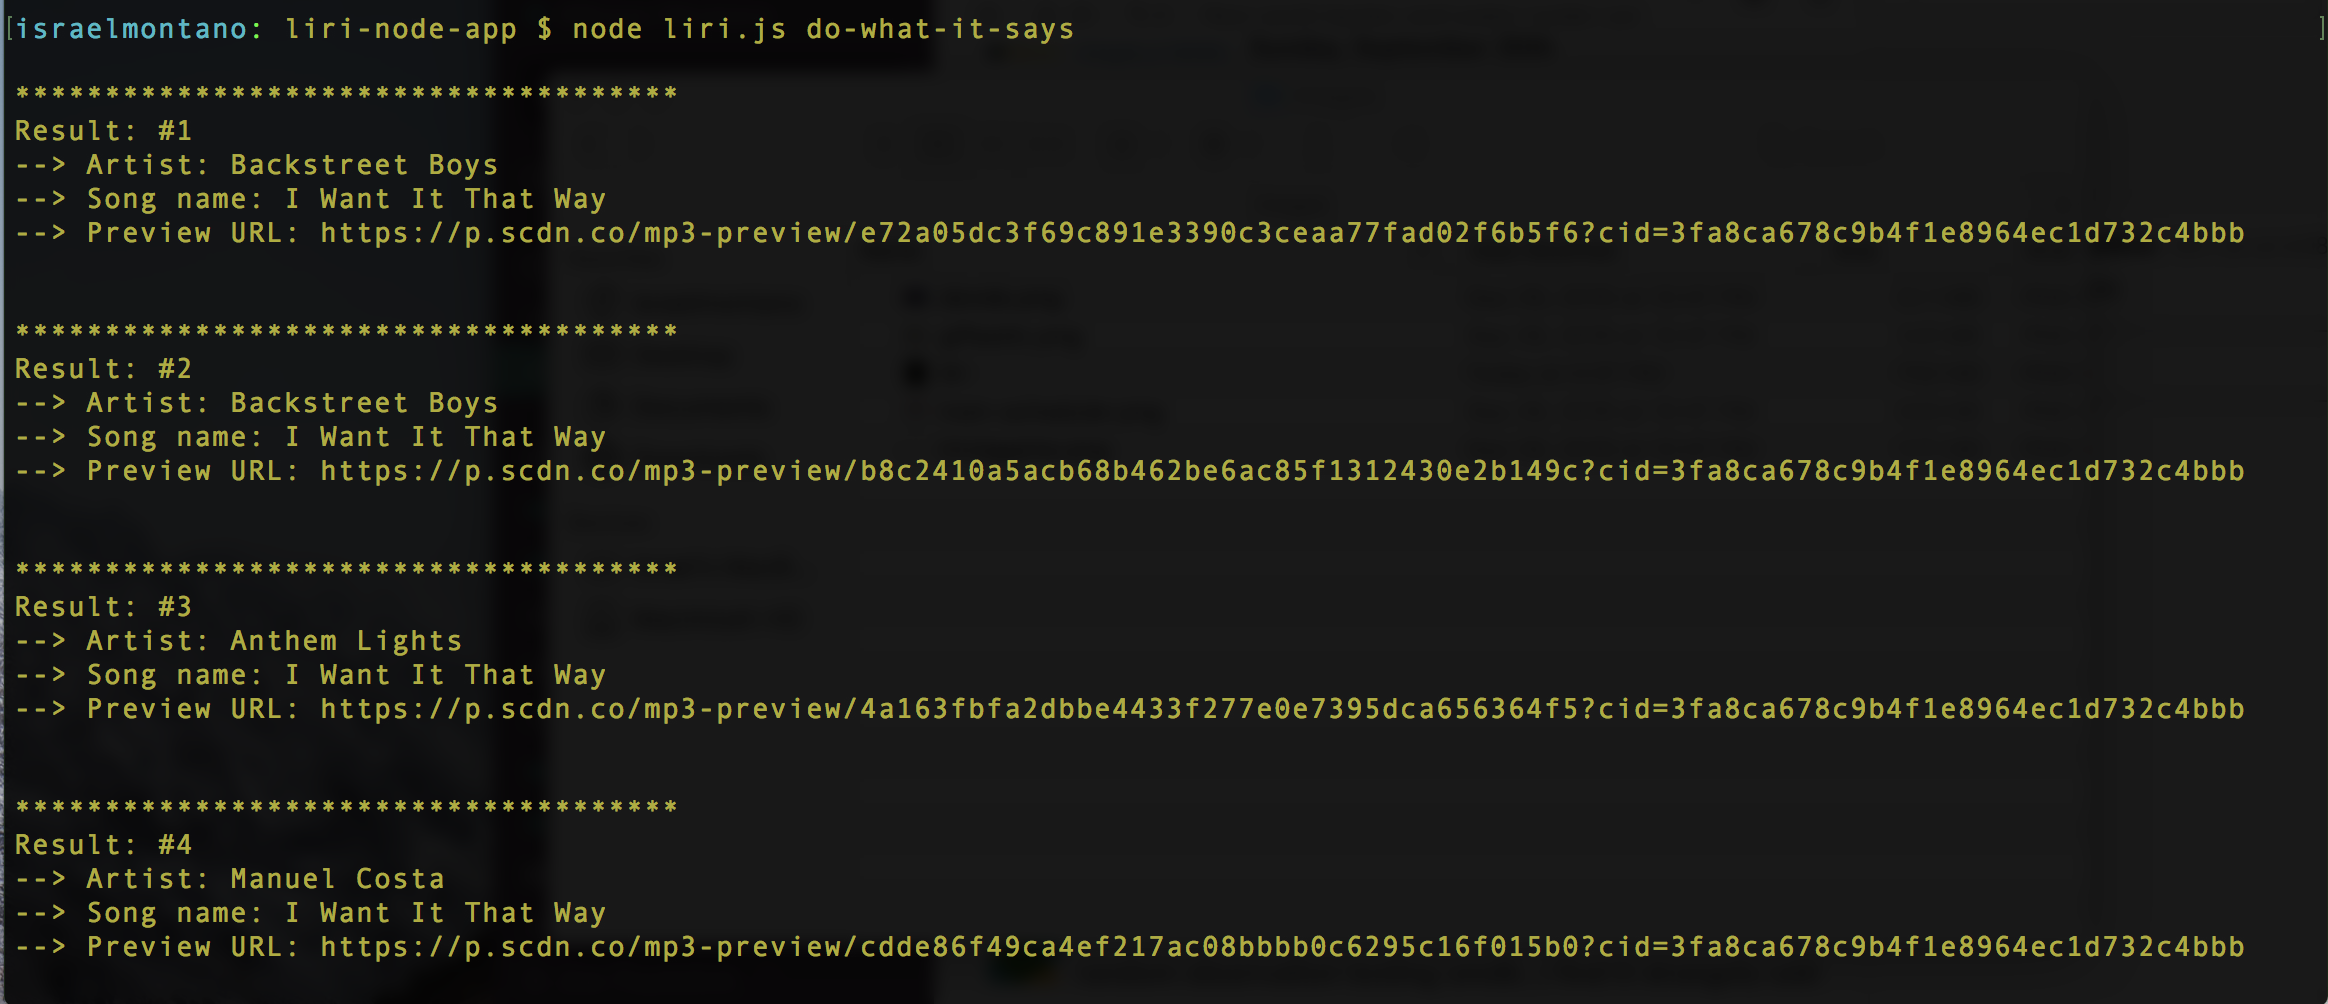 [israelmontano: liri-node-app $ node liri.js do-what-it-says ]
*************************************
Result: #1
--> Artist: Backstreet Boys
--> Song name: I Want It That Way
--> Preview URL: https://p.scdn.co/mp3-preview/e72a05dc3f69c891e3390c3ceaa77fad02f6b5f6?cid=3fa8ca678c9b4f1e8964ec1d732c4bbb
*************************************
Result: #2
--> Artist: Backstreet Boys
--> Song name: I Want It That Way
--> Preview URL: https://p.scdn.co/mp3-preview/b8c2410a5acb68b462be6ac85f1312430e2b149c?cid=3fa8ca678c9b4f1e8964ec1d732c4bbb
*************************************
Result: #3
--> Artist: Anthem Lights
--> Song name: I Want It That Way
--> Preview URL: https://p.scdn.co/mp3-preview/4a163fbfa2dbbe4433f277e0e7395dca656364f5?cid=3fa8ca678c9b4f1e8964ec1d732c4bbb
*************************************
Result: #4
--> Artist: Manuel Costa
--> Song name: I Want It That Way
--> Preview URL: https://p.scdn.co/mp3-preview/cdde86f49ca4ef217ac08bbbb0c6295c16f015b0?cid=3fa8ca678c9b4f1e8964ec1d732c4bbb